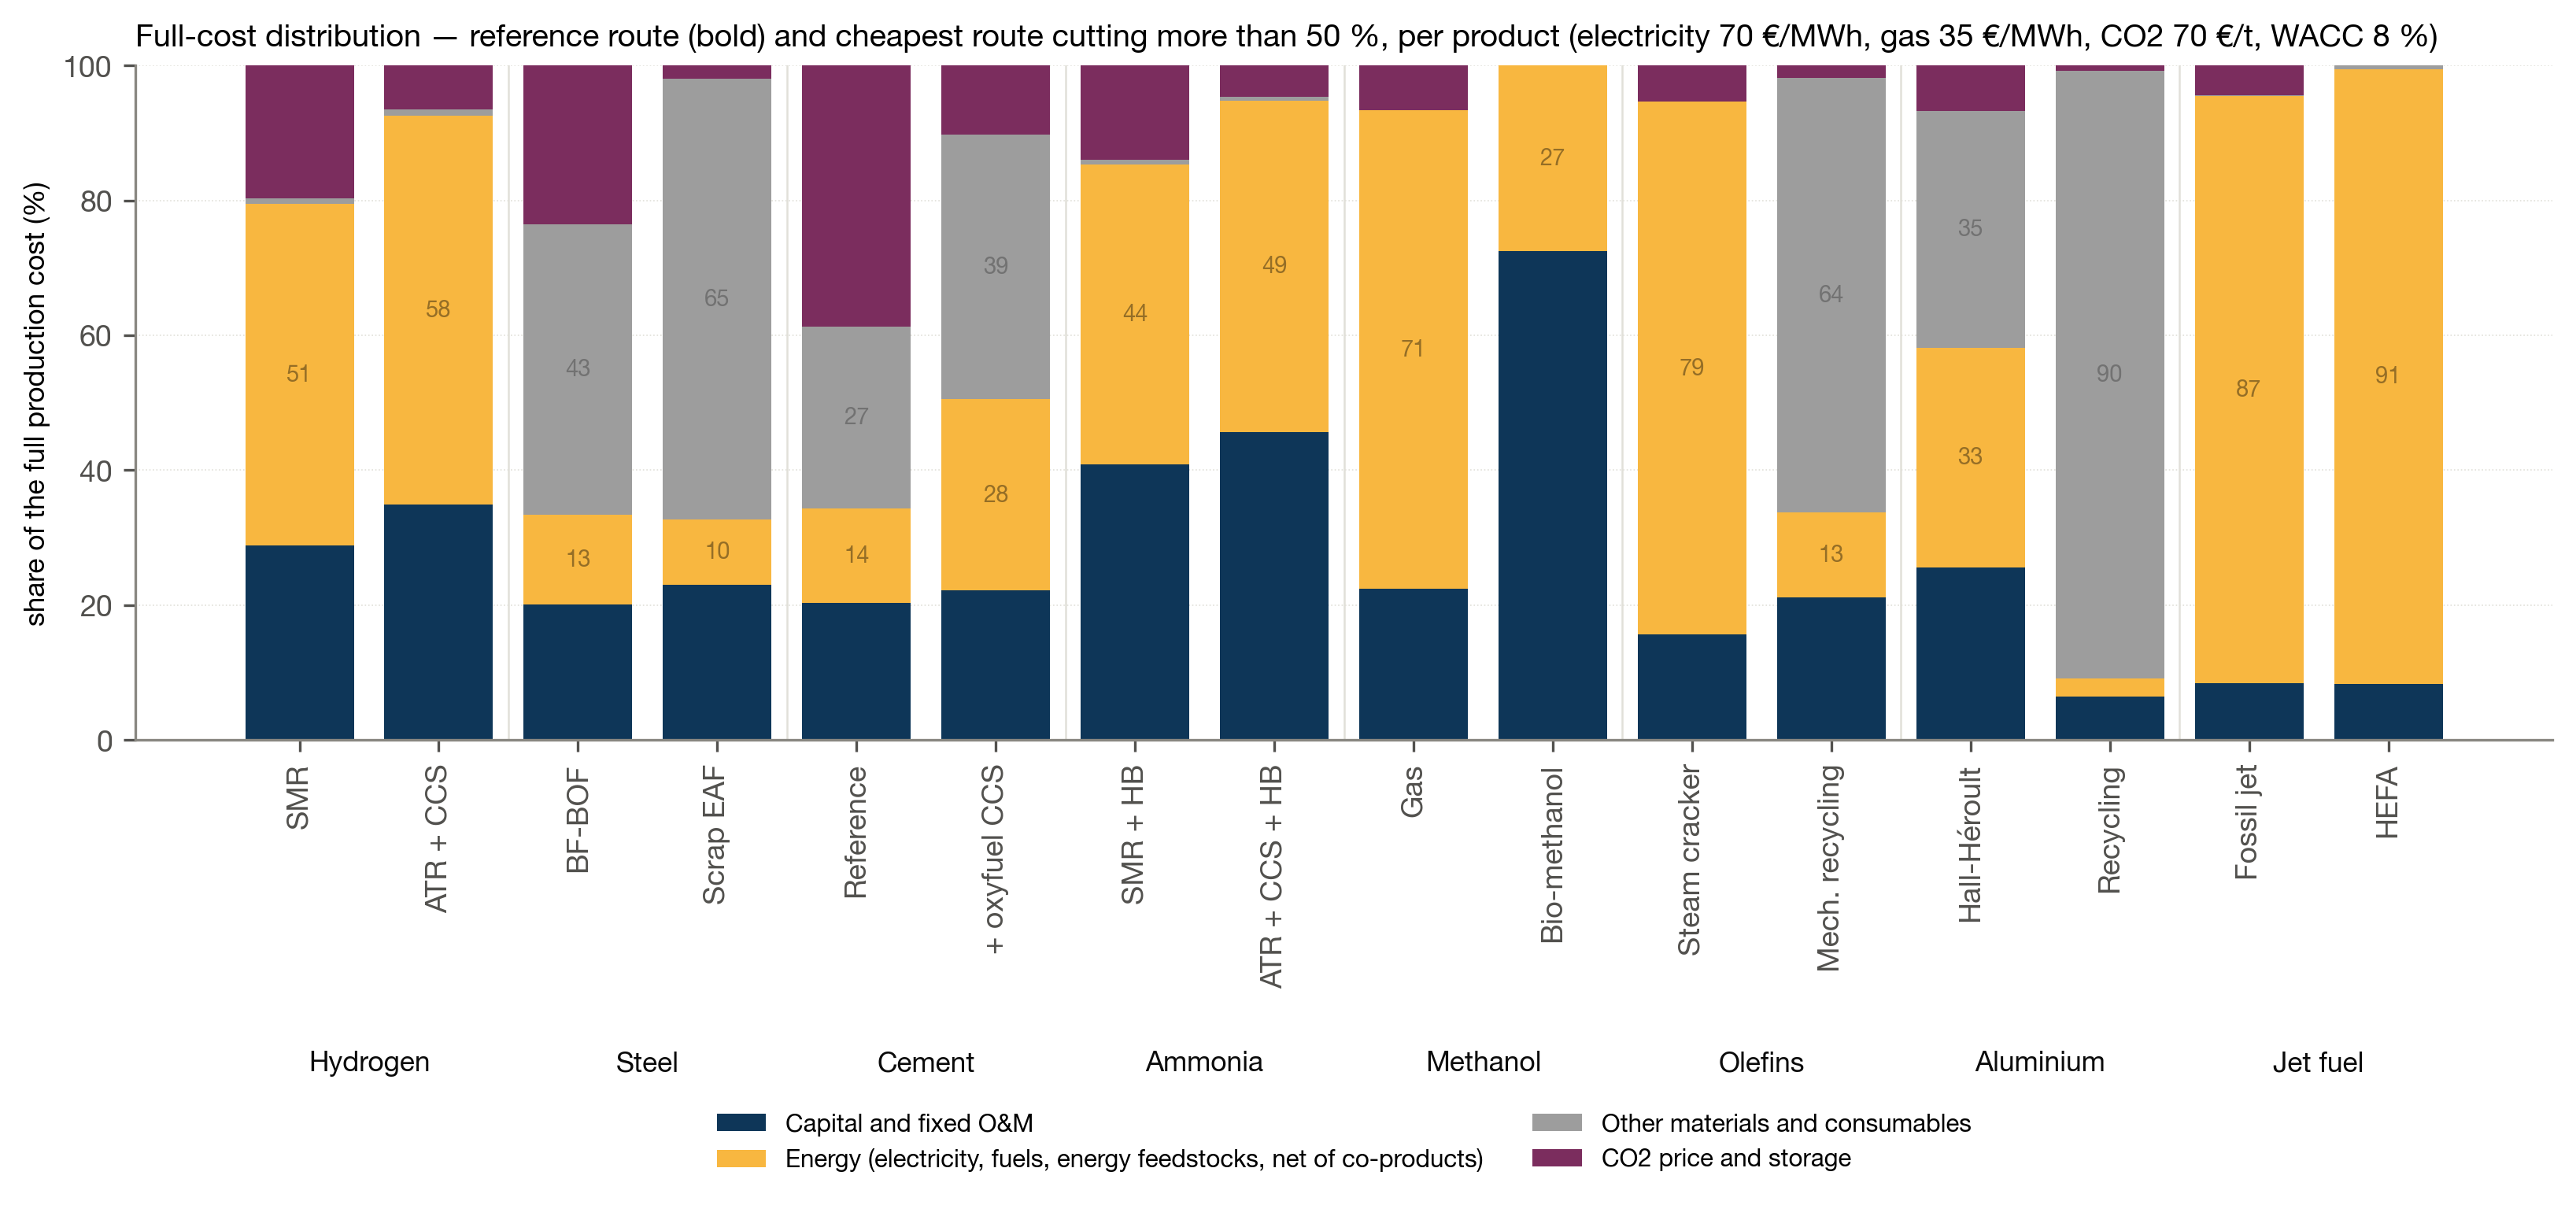 Full-cost distribution — reference route (bold) and cheapest route cutting more than 50 %, per product (electricity 70 €/MWh, gas 35 €/MWh, CO2 70 €/t, WACC 8 %)
share of the full production cost (%)
100
80
60
40
20
0
51
58
13
43
10
65
14
27
28
39
44
49
71
27
79
13
64
33
35
90
87
91
SMR
ATR + CCS
BF-BOF
Scrap EAF
Reference
+ oxyfuel CCS
SMR + HB
ATR + CCS + HB
Gas
Bio-methanol
Steam cracker
Mech. recycling
Hall-Héroult
Recycling
Fossil jet
HEFA
Hydrogen
Steel
Cement
Ammonia
Methanol
Olefins
Aluminium
Jet fuel
Capital and fixed O&M
Energy (electricity, fuels, energy feedstocks, net of co-products)
Other materials and consumables
CO2 price and storage